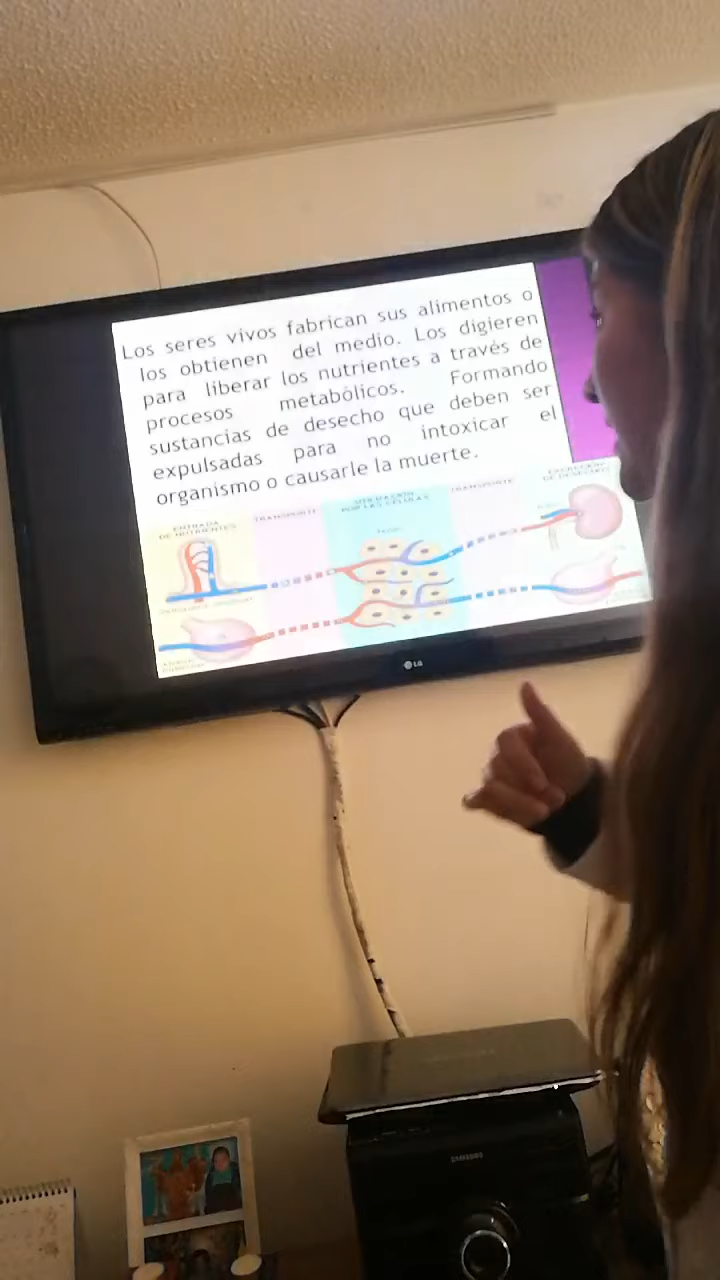 Los seres vivos fabrican sus alimentos o
los obtienen del medio. Los digieren
para liberar los nutrientes a través de
procesos metabólicos. Formando
sustancias de desecho que deben ser
expulsadas para no intoxicar el
organismo o causarle la muerte.
ENTRADA
DE NUTRIENTES
TRANSPORTE
UTILIZACIÓN
POR LAS CÉLULAS
TRANSPORTE
LG
SAMSUNG